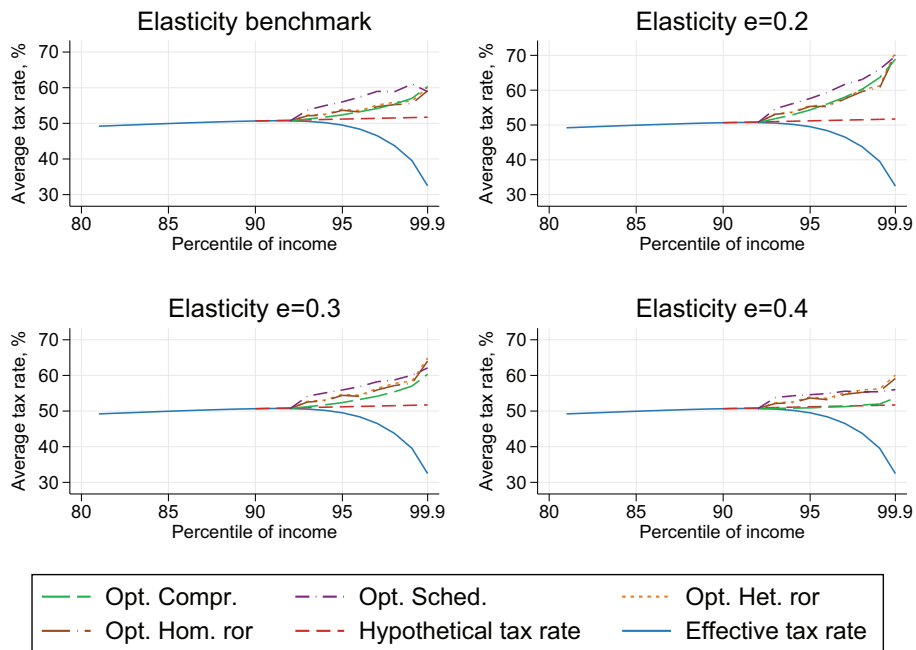 Elasticity benchmark
Average tax rate, %
70
60
50
40
30
80 85 90 95 99.9
Percentile of income
Elasticity e=0.2
Average tax rate, %
70
60
50
40
30
80 85 90 95 99.9
Percentile of income
Elasticity e=0.3
Average tax rate, %
70
60
50
40
30
80 85 90 95 99.9
Percentile of income
Elasticity e=0.4
Average tax rate, %
70
60
50
40
30
80 85 90 95 99.9
Percentile of income
Opt. Compr. Opt. Sched. Opt. Het. ror
Opt. Hom. ror Hypothetical tax rate Effective tax rate